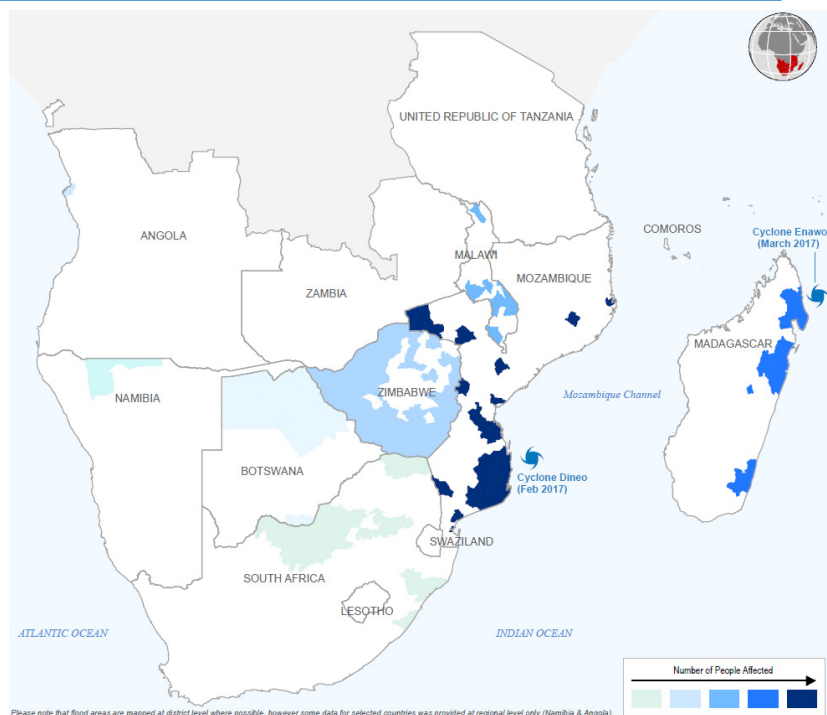 UNITED REPUBLIC OF TANZANIA
ANGOLA
COMOROS
Cyclone Enawo
(March 2017)
MALAWI
MOZAMBIQUE
ZAMBIA
MADAGASCAR
NAMIBIA
ZIMBABWE
Mozambique Channel
BOTSWANA
Cyclone Dineo
(Feb 2017)
SWAZILAND
SOUTH AFRICA
LESOTHO
ATLANTIC OCEAN
INDIAN OCEAN
Number of People Affected
Please note that flood areas are mapped at district level where possible, however some data for selected countries was provided at regional level only (Namibia & Angola).